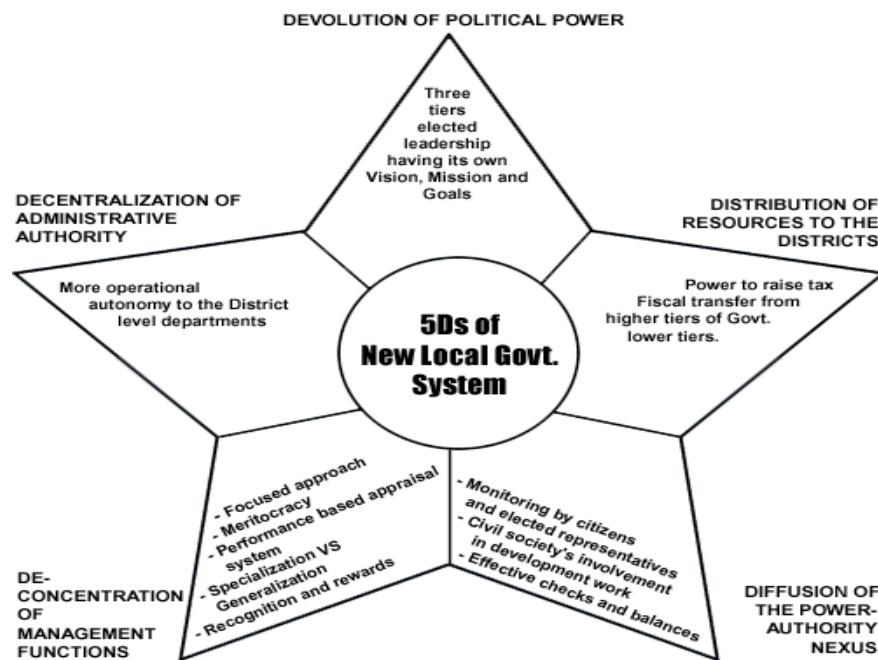 DEVOLUTION OF POLITICAL POWER
Three
tiers
elected
leadership
having its own
Vision, Mission and
Goals
DECENTRALIZATION OF
ADMINISTRATIVE
AUTHORITY
More operational
autonomy to the District
level departments
DISTRIBUTION OF
RESOURCES TO THE
DISTRICTS
Power to raise tax
Fiscal transfer from
higher tiers of Govt.
lower tiers.
5Ds of
New Local Govt.
System
DE-
CONCENTRATION
OF
MANAGEMENT
FUNCTIONS
- Focused approach
- Meritocracy
- Performance based appraisal
system
- Specialization VS
Generalization
- Recognition and rewards
- Monitoring by citizens
and elected representatives
- Civil society's involvement
in development work
- Effective checks and balances
DIFFUSION OF
THE POWER-
AUTHORITY
NEXUS